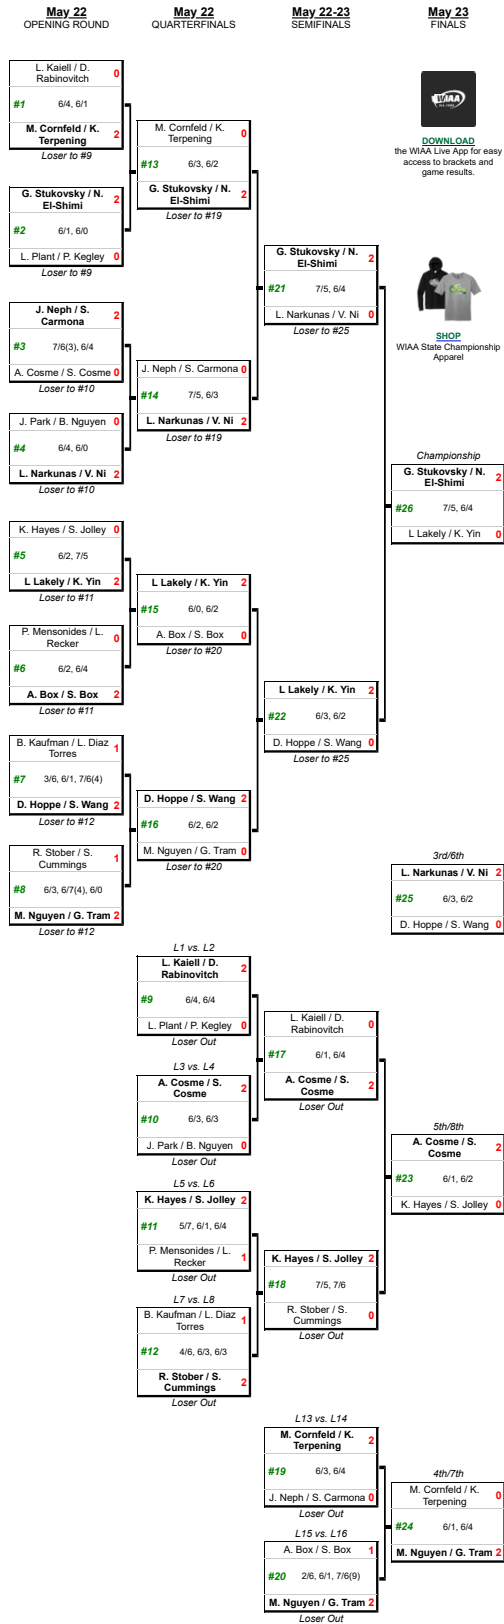 May 22
OPENING ROUND
May 22
QUARTERFINALS
May 22-23
SEMIFINALS
May 23
FINALS
L. Kaiell / D.
Rabinovitch
0
#1
6/4, 6/1
M. Cornfeld / K.
Terpening
2
Loser to #9
G. Stukovsky / N.
El-Shimi
2
#2
6/1, 6/0
L. Plant / P. Kegley
0
Loser to #9
J. Neph / S.
Carmona
2
#3
7/6(3), 6/4
A. Cosme / S. Cosme
0
Loser to #10
J. Park / B. Nguyen
0
#4
6/4, 6/0
L. Narkunas / V. Ni
2
Loser to #10
K. Hayes / S. Jolley
0
#5
6/2, 7/5
L Lakely / K. Yin
2
Loser to #11
P. Mensonides / L.
Recker
0
#6
6/2, 6/4
A. Box / S. Box
2
Loser to #11
B. Kaufman / L. Diaz
Torres
1
#7
3/6, 6/1, 7/6(4)
D. Hoppe / S. Wang
2
Loser to #12
R. Stober / S.
Cummings
1
#8
6/3, 6/7(4), 6/0
M. Nguyen / G. Tram
2
Loser to #12
M. Cornfeld / K.
Terpening
0
#13
6/3, 6/2
G. Stukovsky / N.
El-Shimi
2
Loser to #19
J. Neph / S. Carmona
0
#14
7/5, 6/3
L. Narkunas / V. Ni
2
Loser to #19
L Lakely / K. Yin
2
#15
6/0, 6/2
A. Box / S. Box
0
Loser to #20
D. Hoppe / S. Wang
2
#16
6/2, 6/2
M. Nguyen / G. Tram
0
Loser to #20
G. Stukovsky / N.
El-Shimi
2
#21
7/5, 6/4
L. Narkunas / V. Ni
0
Loser to #25
L Lakely / K. Yin
2
#22
6/3, 6/2
D. Hoppe / S. Wang
0
Loser to #25
WIAA
DOWNLOAD
the WIAA Live App for easy
access to brackets and
game results.
SHOP
WIAA State Championship
Apparel
Championship
G. Stukovsky / N.
El-Shimi
2
#26
7/5, 6/4
L Lakely / K. Yin
0
3rd/6th
L. Narkunas / V. Ni
2
#25
6/3, 6/2
D. Hoppe / S. Wang
0
L1 vs. L2
L. Kaiell / D.
Rabinovitch
2
#9
6/4, 6/4
L. Plant / P. Kegley
0
Loser Out
L3 vs. L4
A. Cosme / S.
Cosme
2
#10
6/3, 6/3
J. Park / B. Nguyen
0
Loser Out
L5 vs. L6
K. Hayes / S. Jolley
2
#11
5/7, 6/1, 6/4
P. Mensonides / L.
Recker
1
Loser Out
L7 vs. L8
B. Kaufman / L. Diaz
Torres
1
#12
4/6, 6/3, 6/3
R. Stober / S.
Cummings
2
Loser Out
L. Kaiell / D.
Rabinovitch
0
#17
6/1, 6/4
A. Cosme / S.
Cosme
2
Loser Out
K. Hayes / S. Jolley
2
#18
7/5, 7/6
R. Stober / S.
Cummings
0
Loser Out
5th/8th
A. Cosme / S.
Cosme
2
#23
6/1, 6/2
K. Hayes / S. Jolley
0
L13 vs. L14
M. Cornfeld / K.
Terpening
2
#19
6/3, 6/4
J. Neph / S. Carmona
0
Loser Out
L15 vs. L16
A. Box / S. Box
1
#20
2/6, 6/1, 7/6(9)
M. Nguyen / G. Tram
2
Loser Out
4th/7th
M. Cornfeld / K.
Terpening
0
#24
6/1, 6/4
M. Nguyen / G. Tram
2